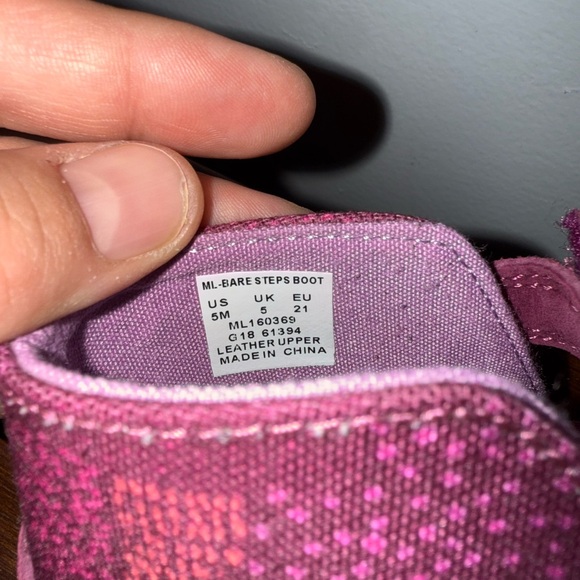 ML-BARE STEPS BOOT
US UK EU
5M 5 21
ML160369
G18 61394
LEATHER UPPER
MADE IN CHINA